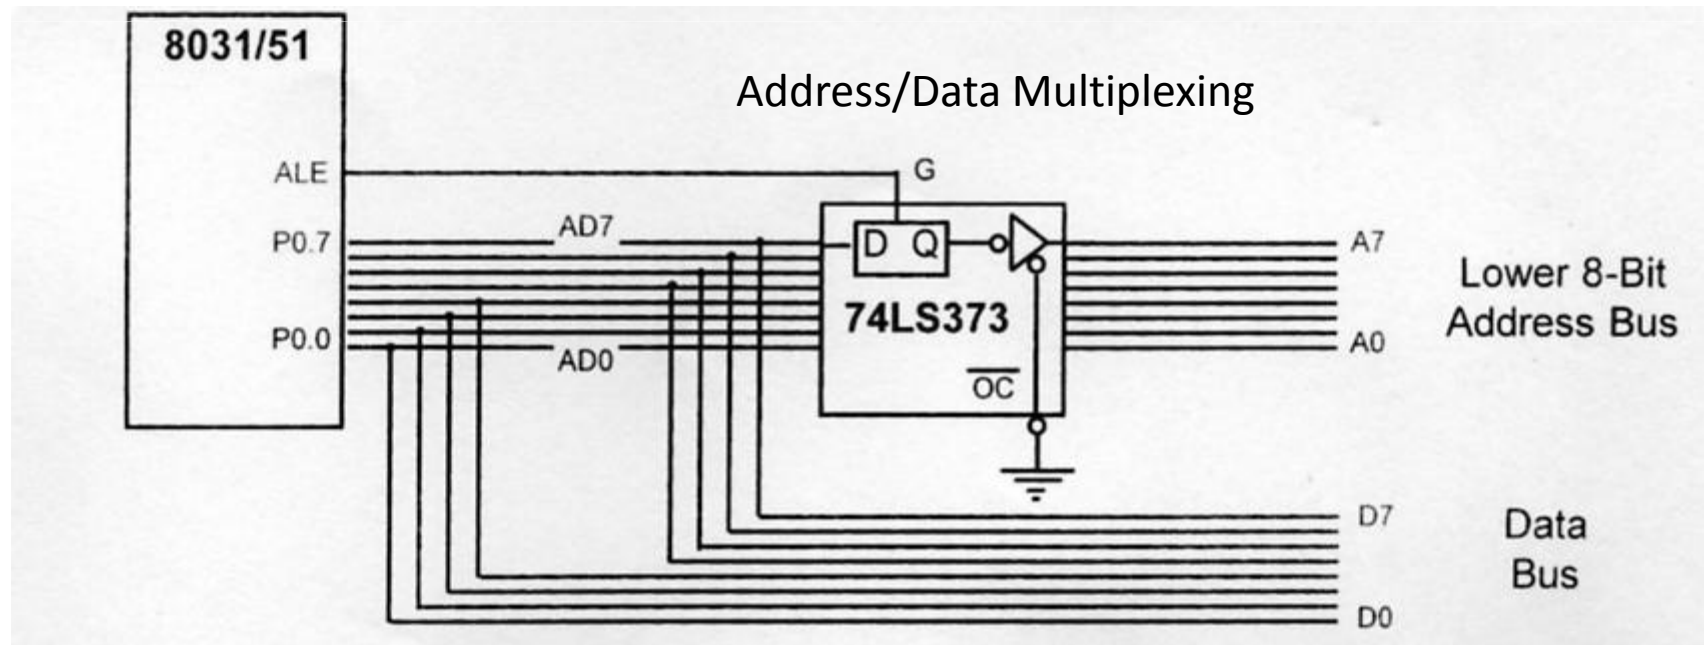 8031/51
Address/Data Multiplexing
ALE
G
P0.7
AD7
D Q
A7
Lower 8-Bit
Address Bus
74LS373
P0.0
AD0
A0
OC
D7
Data
Bus
D0